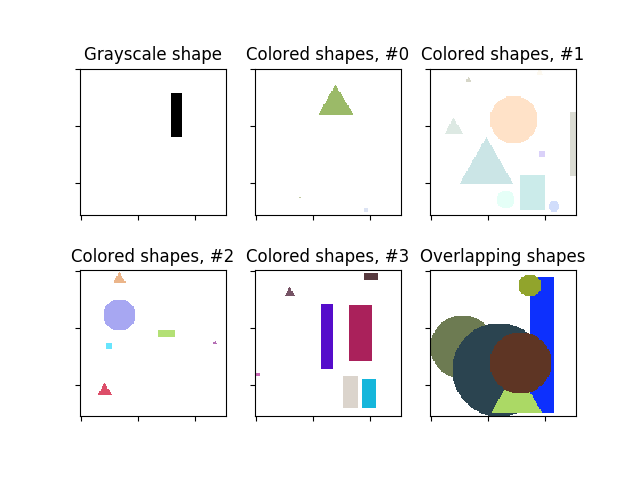 Grayscale shape
Colored shapes, #0
Colored shapes, #1
Colored shapes, #2
Colored shapes, #3
Overlapping shapes